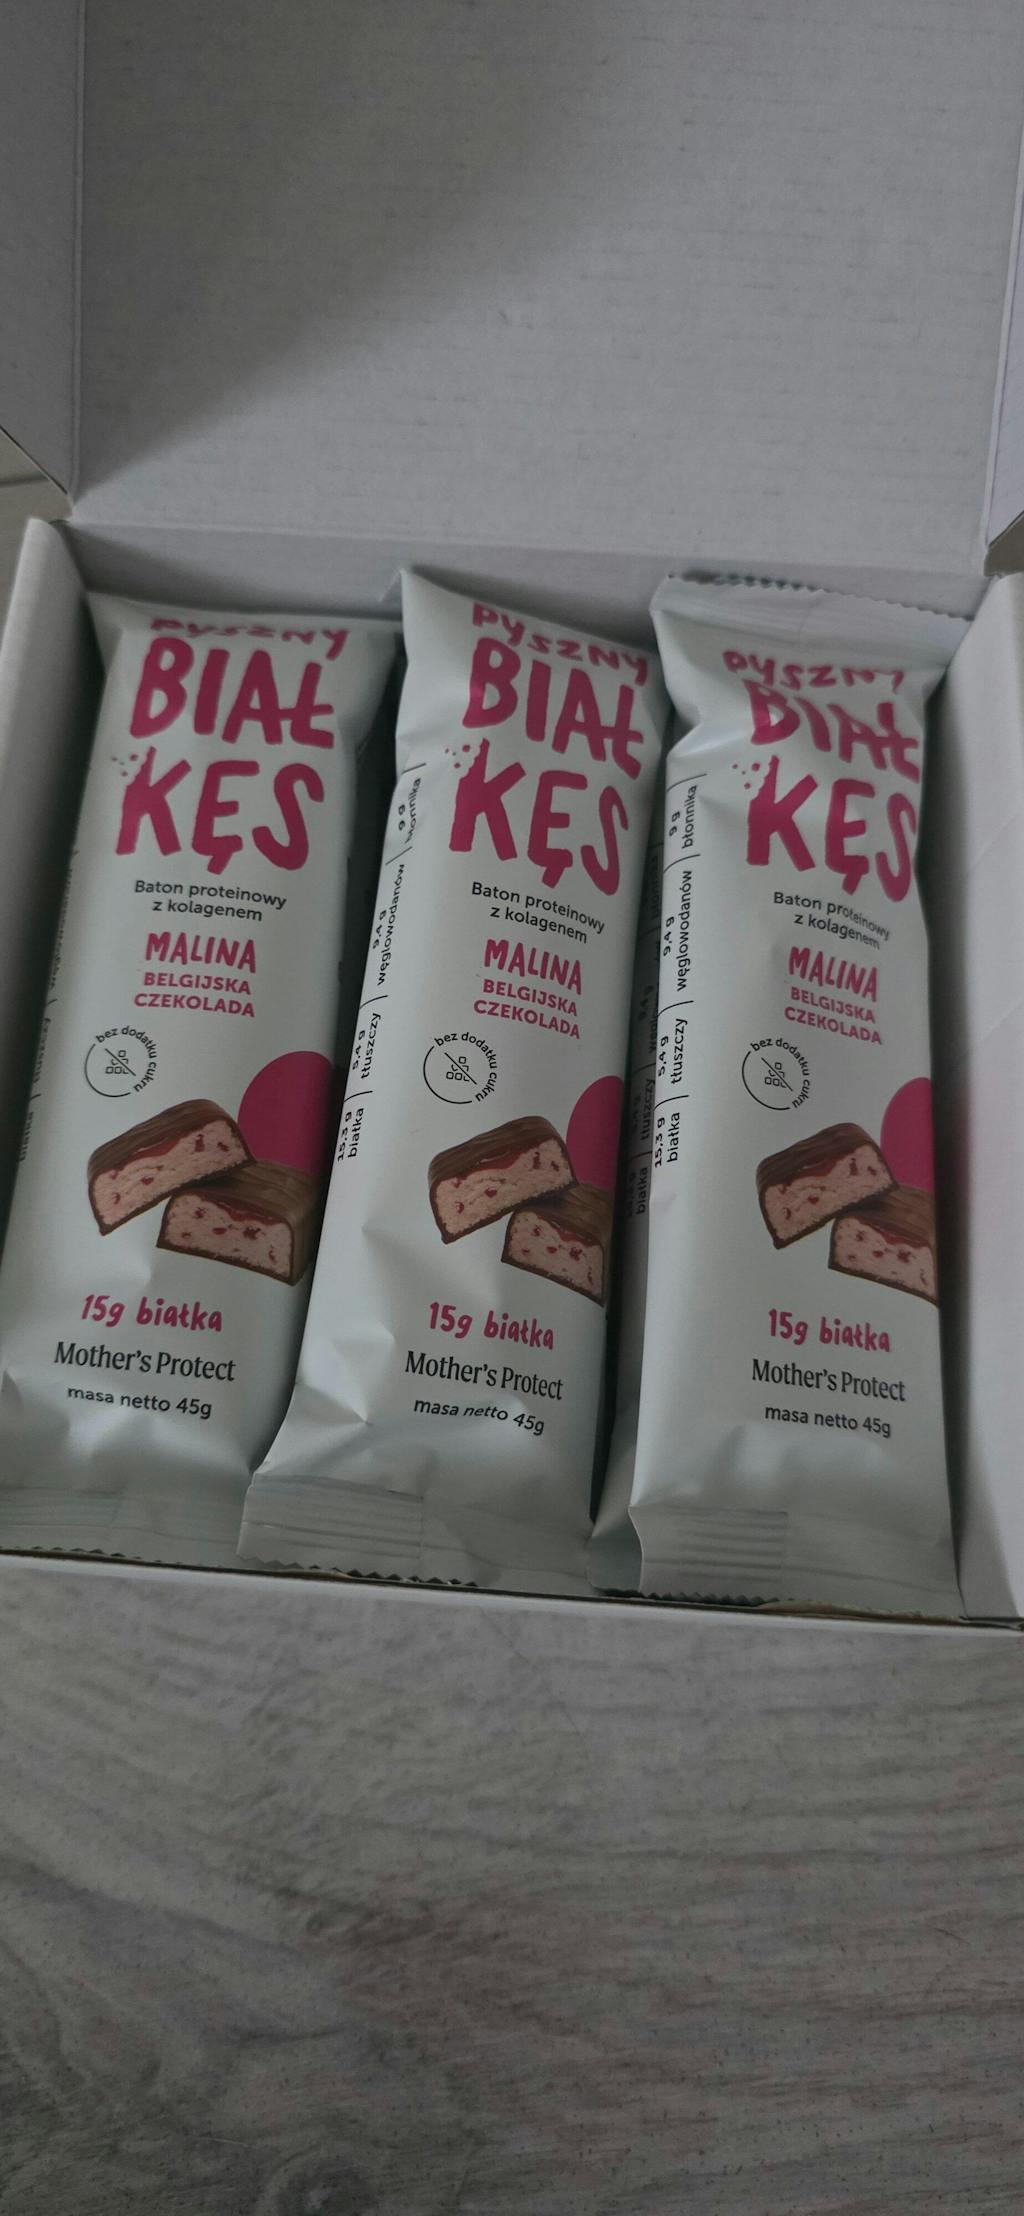 PYSZNY
BIAŁ
KĘS
Baton proteinowy
z kolagenem
MALINA
BELGIJSKA
CZEKOLADA
bez dodatku cukru
15g białka
Mother's Protect
masa netto 45g
białka
tłuszczy
PYSZNY
BIAŁ
KĘS
Baton proteinowy
z kolagenem
MALINA
BELGIJSKA
CZEKOLADA
bez dodatku cukru
15g białka
Mother's Protect
masa netto 45g
15,3 g
białka
5,4 g
tłuszczy
9,4 g
węglowodanów
9 g
błonnika
PYSZNY
BIAŁ
KĘS
Baton proteinowy
z kolagenem
MALINA
BELGIJSKA
CZEKOLADA
bez dodatku cukru
15g białka
Mother's Protect
masa netto 45g
15,3 g
białka
5,4 g
tłuszczy
9,4 g
węglowodanów
9 g
błonnika
białka
tłuszczy